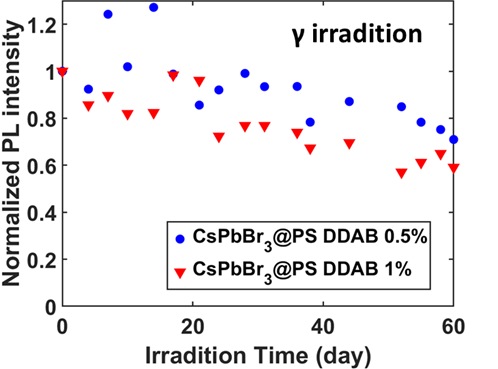 γ irradition
1.2
1
0.8
0.6
0.4
0.2
0
Normalized PL intensity
CsPbBr3@PS DDAB 0.5%
CsPbBr3@PS DDAB 1%
0 20 40 60
Irradition Time (day)